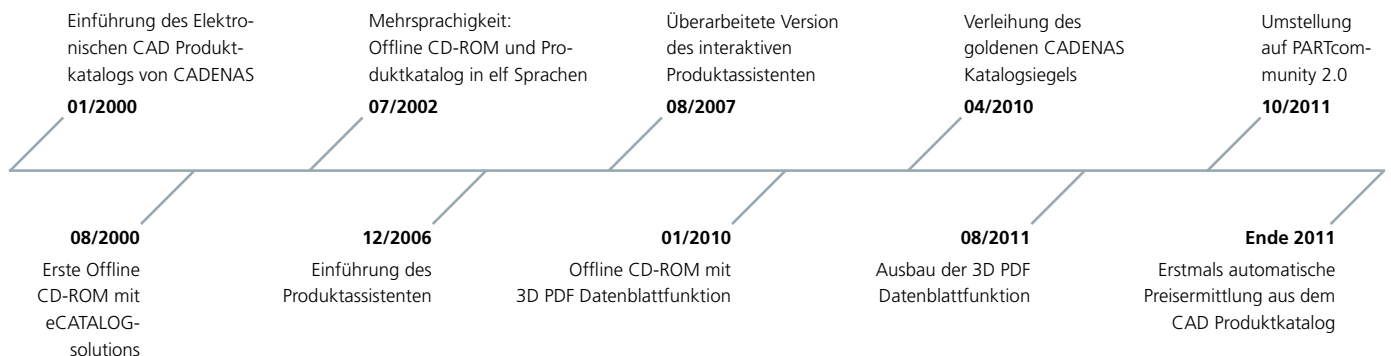 Einführung des Elektro-
nischen CAD Produkt-
katalogs von CADENAS
01/2000
Mehrsprachigkeit:
Offline CD-ROM und Pro-
duktkatalog in elf Sprachen
07/2002
Überarbeitete Version
des interaktiven
Produktassistenten
08/2007
Verleihung des
goldenen CADENAS
Katalogsiegels
04/2010
Umstellung
auf PARTcom-
munity 2.0
10/2011
08/2000
Erste Offline
CD-ROM mit
eCATALOG-
solutions
12/2006
Einführung des
Produktassistenten
01/2010
Offline CD-ROM mit
3D PDF Datenblattfunktion
08/2011
Ausbau der 3D PDF
Datenblattfunktion
Ende 2011
Erstmals automatische
Preisermittlung aus dem
CAD Produktkatalog